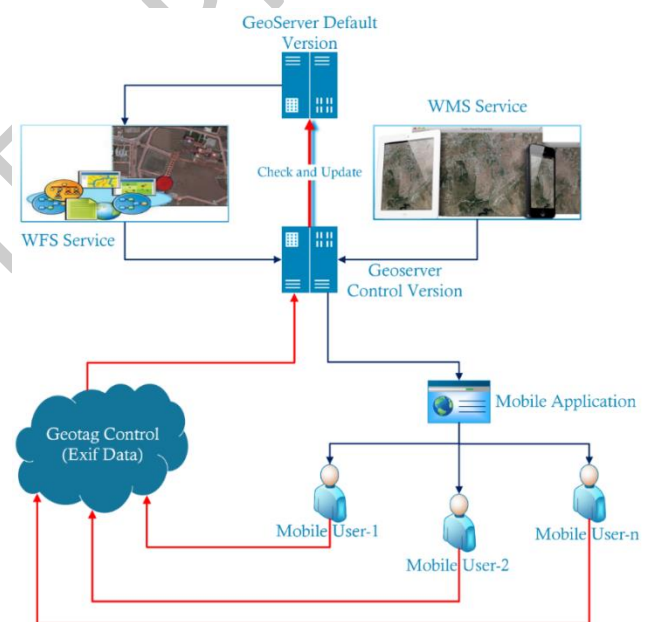 GeoServer Default
Version
WMS Service
Check and Update
WFS Service
Geoserver
Control Version
Mobile Application
Geotag Control
(Exif Data)
Mobile User-1
Mobile User-2
Mobile User-n